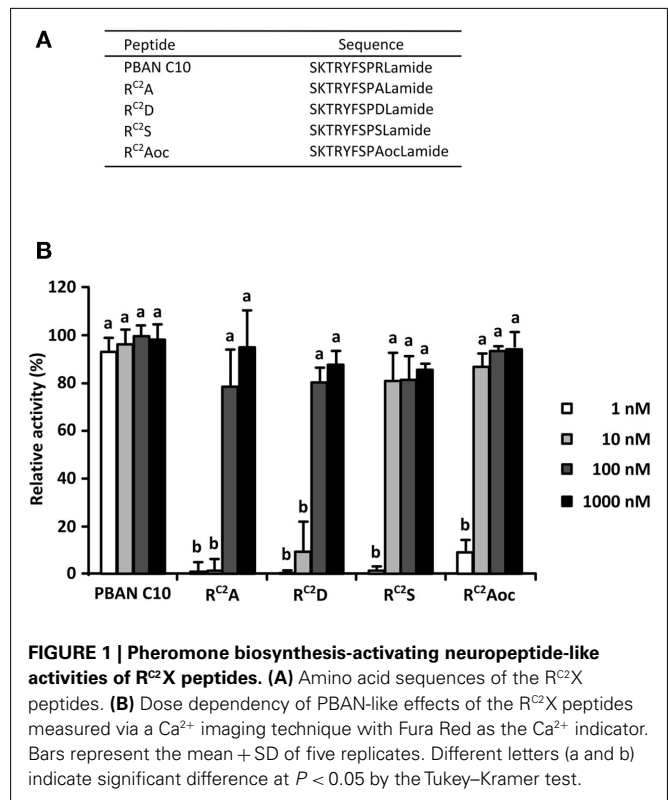 A
Peptide Sequence
PBAN C10 SKTRYFSPRLamide
R^C2A SKTRYFSPALamide
R^C2D SKTRYFSPDLamide
R^C2S SKTRYFSPSLamide
R^C2Aoc SKTRYFSPAocLamide
B
120
100
80
60
40
20
0
Relative activity (%)
a a a a
b b a a
b b a a
b a a a
b a a a
PBAN C10 R^C2A R^C2D R^C2S R^C2Aoc
1 nM
10 nM
100 nM
1000 nM
FIGURE 1 | Pheromone biosynthesis-activating neuropeptide-like
activities of R^C2X peptides. (A) Amino acid sequences of the R^C2X
peptides. (B) Dose dependency of PBAN-like effects of the R^C2X peptides
measured via a Ca²⁺ imaging technique with Fura Red as the Ca²⁺ indicator.
Bars represent the mean + SD of five replicates. Different letters (a and b)
indicate significant difference at P < 0.05 by the Tukey–Kramer test.